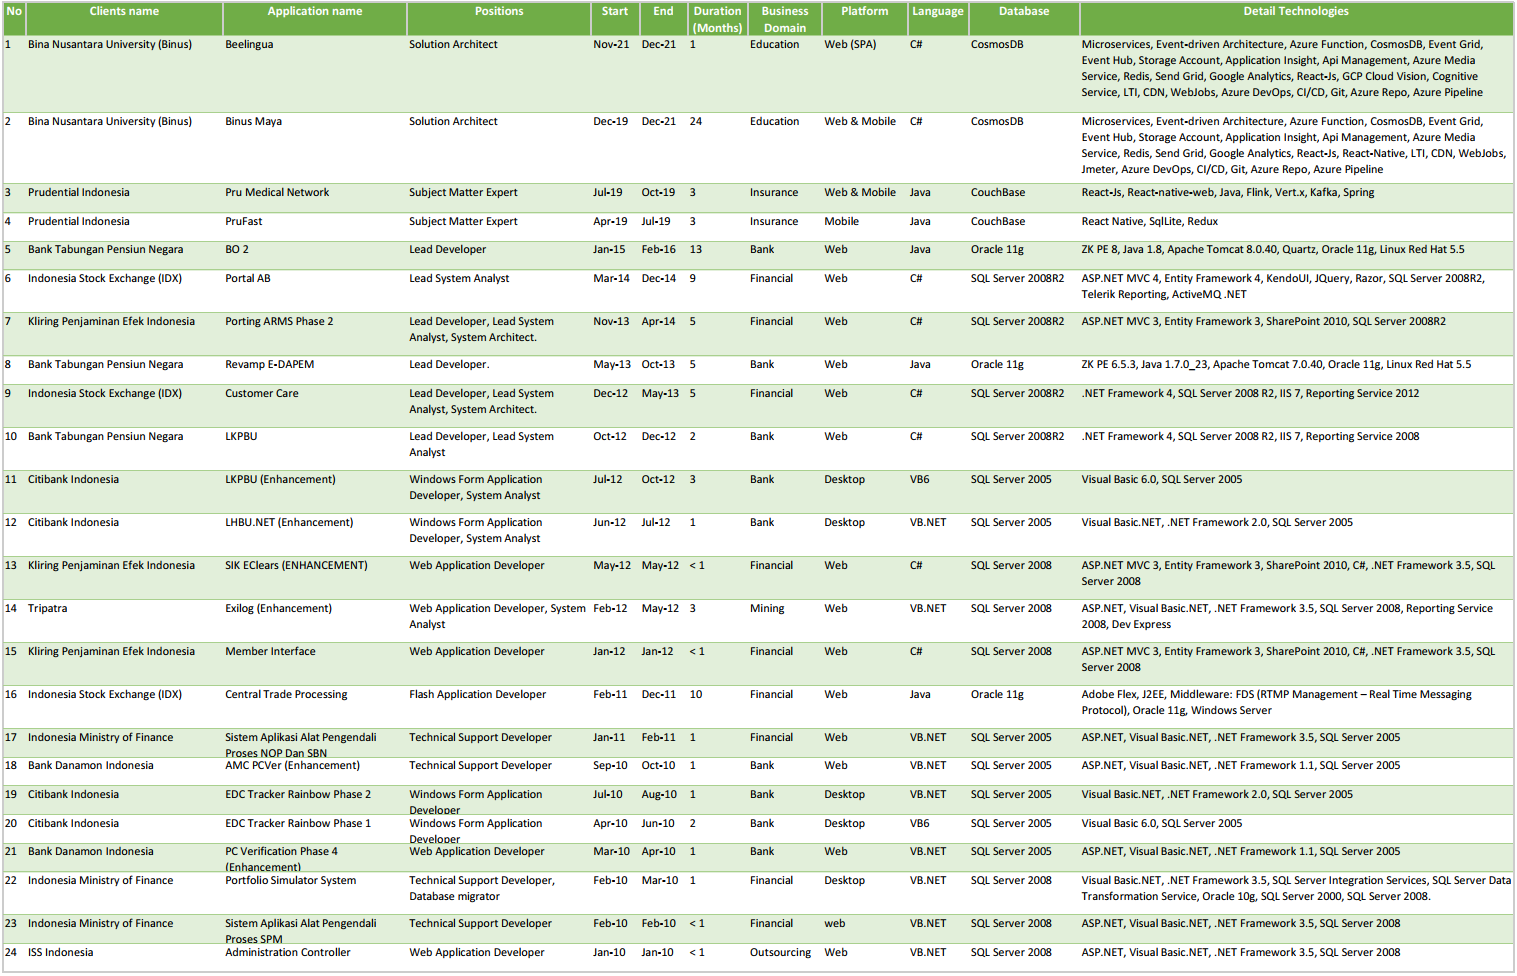 No Clients name Application name Positions Start End Duration (Months) Business Domain Platform Language Database Detail Technologies
1 Bina Nusantara University (Binus) Beelingua Solution Architect Nov-21 Dec-21 1 Education Web (SPA) C# CosmosDB Microservices, Event-driven Architecture, Azure Function, CosmosDB, Event Grid,
Event Hub, Storage Account, Application Insight, Api Management, Azure Media
Service, Redis, Send Grid, Google Analytics, React-Js, GCP Cloud Vision, Cognitive
Service, LTI, CDN, WebJobs, Azure DevOps, CI/CD, Git, Azure Repo, Azure Pipeline
2 Bina Nusantara University (Binus) Binus Maya Solution Architect Dec-19 Dec-21 24 Education Web & Mobile C# CosmosDB Microservices, Event-driven Architecture, Azure Function, CosmosDB, Event Grid,
Event Hub, Storage Account, Application Insight, Api Management, Azure Media
Service, Redis, Send Grid, Google Analytics, React-Js, React-Native, LTI, CDN, WebJobs,
Jmeter, Azure DevOps, CI/CD, Git, Azure Repo, Azure Pipeline
3 Prudential Indonesia Pru Medical Network Subject Matter Expert Jul-19 Oct-19 3 Insurance Web & Mobile Java CouchBase React-Js, React-native-web, Java, Flink, Vert.x, Kafka, Spring
4 Prudential Indonesia PruFast Subject Matter Expert Apr-19 Jul-19 3 Insurance Mobile Java CouchBase React Native, SqlLite, Redux
5 Bank Tabungan Pensiun Negara BO 2 Lead Developer Jan-15 Feb-16 13 Bank Web Java Oracle 11g ZK PE 8, Java 1.8, Apache Tomcat 8.0.40, Quartz, Oracle 11g, Linux Red Hat 5.5
6 Indonesia Stock Exchange (IDX) Portal AB Lead System Analyst Mar-14 Dec-14 9 Financial Web C# SQL Server 2008R2 ASP.NET MVC 4, Entity Framework 4, KendoUI, JQuery, Razor, SQL Server 2008R2,
Telerik Reporting, ActiveMQ .NET
7 Kliring Penjaminan Efek Indonesia Porting ARMS Phase 2 Lead Developer, Lead System Nov-13 Apr-14 5 Financial Web C# SQL Server 2008R2 ASP.NET MVC 3, Entity Framework 3, SharePoint 2010, SQL Server 2008R2
Analyst, System Architect.
8 Bank Tabungan Pensiun Negara Revamp E-DAPEM Lead Developer. May-13 Oct-13 5 Bank Web Java Oracle 11g ZK PE 6.5.3, Java 1.7.0_23, Apache Tomcat 7.0.40, Oracle 11g, Linux Red Hat 5.5
9 Indonesia Stock Exchange (IDX) Customer Care Lead Developer, Lead System Dec-12 May-13 5 Financial Web C# SQL Server 2008R2 .NET Framework 4, SQL Server 2008 R2, IIS 7, Reporting Service 2012
Analyst, System Architect.
10 Bank Tabungan Pensiun Negara LKPBU Lead Developer, Lead System Oct-12 Dec-12 2 Bank Web C# SQL Server 2008R2 .NET Framework 4, SQL Server 2008 R2, IIS 7, Reporting Service 2008
Analyst
11 Citibank Indonesia LKPBU (Enhancement) Windows Form Application Jul-12 Oct-12 3 Bank Desktop VB6 SQL Server 2005 Visual Basic 6.0, SQL Server 2005
Developer, System Analyst
12 Citibank Indonesia LHBU.NET (Enhancement) Windows Form Application Jun-12 Jul-12 1 Bank Desktop VB.NET SQL Server 2005 Visual Basic.NET, .NET Framework 2.0, SQL Server 2005
Developer, System Analyst
13 Kliring Penjaminan Efek Indonesia SIK EClears (ENHANCEMENT) Web Application Developer May-12 May-12 < 1 Financial Web C# SQL Server 2008 ASP.NET MVC 3, Entity Framework 3, SharePoint 2010, C#, .NET Framework 3.5, SQL
Server 2008
14 Tripatra Exilog (Enhancement) Web Application Developer, System Feb-12 May-12 3 Mining Web VB.NET SQL Server 2008 ASP.NET, Visual Basic.NET, .NET Framework 3.5, SQL Server 2008, Reporting Service
Analyst 2008, Dev Express
15 Kliring Penjaminan Efek Indonesia Member Interface Web Application Developer Jan-12 Jan-12 < 1 Financial Web C# SQL Server 2008 ASP.NET MVC 3, Entity Framework 3, SharePoint 2010, C#, .NET Framework 3.5, SQL
Server 2008
16 Indonesia Stock Exchange (IDX) Central Trade Processing Flash Application Developer Feb-11 Dec-11 10 Financial Web Java Oracle 11g Adobe Flex, J2EE, Middleware: FDS (RTMP Management – Real Time Messaging
Protocol), Oracle 11g, Windows Server
17 Indonesia Ministry of Finance Sistem Aplikasi Alat Pengendali Technical Support Developer Jan-11 Feb-11 1 Financial Web VB.NET SQL Server 2005 ASP.NET, Visual Basic.NET, .NET Framework 3.5, SQL Server 2005
Proses NOP Dan SBN
18 Bank Danamon Indonesia AMC PCVer (Enhancement) Technical Support Developer Sep-10 Oct-10 1 Bank Web VB.NET SQL Server 2005 ASP.NET, Visual Basic.NET, .NET Framework 1.1, SQL Server 2005
19 Citibank Indonesia EDC Tracker Rainbow Phase 2 Windows Form Application Jul-10 Aug-10 1 Bank Desktop VB.NET SQL Server 2005 Visual Basic.NET, .NET Framework 2.0, SQL Server 2005
Developer
20 Citibank Indonesia EDC Tracker Rainbow Phase 1 Windows Form Application Apr-10 Jun-10 2 Bank Desktop VB6 SQL Server 2005 Visual Basic 6.0, SQL Server 2005
Developer
21 Bank Danamon Indonesia PC Verification Phase 4 Web Application Developer Mar-10 Apr-10 1 Bank Web VB.NET SQL Server 2005 ASP.NET, Visual Basic.NET, .NET Framework 1.1, SQL Server 2005
(Enhancement)
22 Indonesia Ministry of Finance Portfolio Simulator System Technical Support Developer, Feb-10 Mar-10 1 Financial Desktop VB.NET SQL Server 2008 Visual Basic.NET, .NET Framework 3.5, SQL Server Integration Services, SQL Server Data
Database migrator Transformation Service, Oracle 10g, SQL Server 2000, SQL Server 2008.
23 Indonesia Ministry of Finance Sistem Aplikasi Alat Pengendali Technical Support Developer Feb-10 Feb-10 < 1 Financial web VB.NET SQL Server 2008 ASP.NET, Visual Basic.NET, .NET Framework 3.5, SQL Server 2008
Proses SPM
24 ISS Indonesia Administration Controller Web Application Developer Jan-10 Jan-10 < 1 Outsourcing Web VB.NET SQL Server 2008 ASP.NET, Visual Basic.NET, .NET Framework 3.5, SQL Server 2008